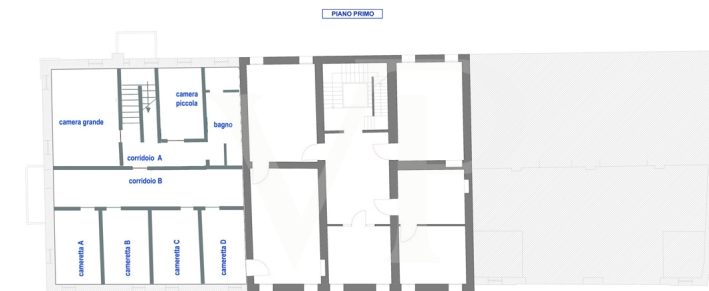 PIANO PRIMO
camera grande
camera
piccola
bagno
corridoio A
corridoio B
cameretta A
cameretta B
cameretta C
cameretta D